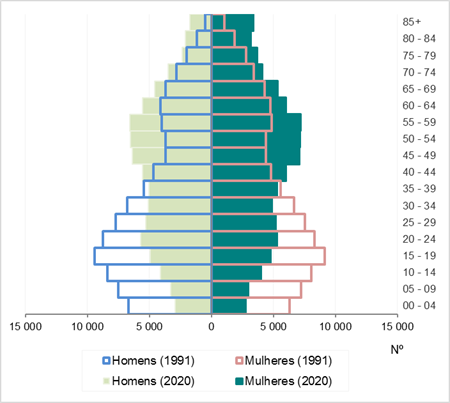 85+
80 - 84
75 - 79
70 - 74
65 - 69
60 - 64
55 - 59
50 - 54
45 - 49
40 - 44
35 - 39
30 - 34
25 - 29
20 - 24
15 - 19
10 - 14
05 - 09
00 - 04
15 000 10 000 5 000 0 5 000 10 000 15 000
Nº
Homens (1991) Mulheres (1991)
Homens (2020) Mulheres (2020)